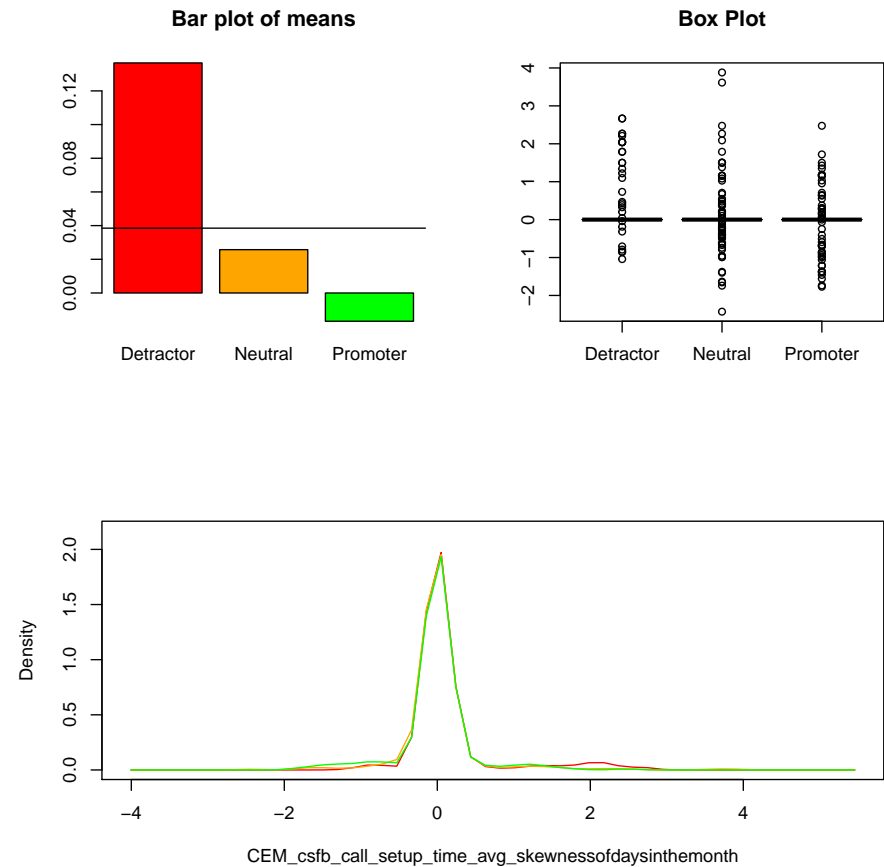 Bar plot of means
0.12
0.08
0.04
0.00
Detractor Neutral Promoter
Box Plot
4
3
2
1
0
−1
−2
Detractor Neutral Promoter
Density
2.0
1.5
1.0
0.5
0.0
−4 −2 0 2 4
CEM_csfb_call_setup_time_avg_skewnessofdaysinthemonth